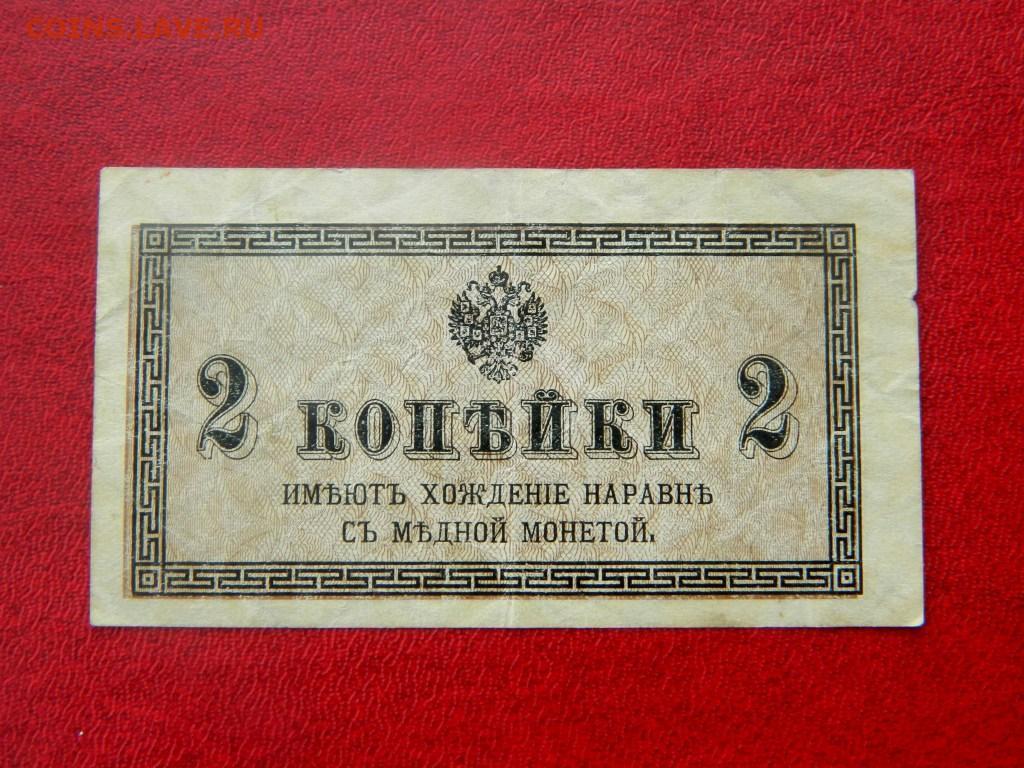 COINS.LAVE.RU
2 КОПѢЙКИ 2
ИМѢЮТЪ ХОЖДЕНІЕ НАРАВНѢ
СЪ МѢДНОЙ МОНЕТОЙ.